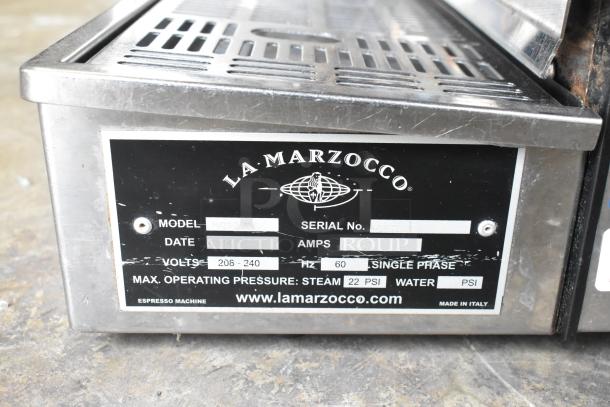 LA MARZOCCO
MODEL SERIAL No.
DATE AMPS
VOLTS 208 - 240 Hz 60 SINGLE PHASE
MAX. OPERATING PRESSURE: STEAM 22 PSI WATER PSI
ESPRESSO MACHINE www.lamarzocco.com MADE IN ITALY